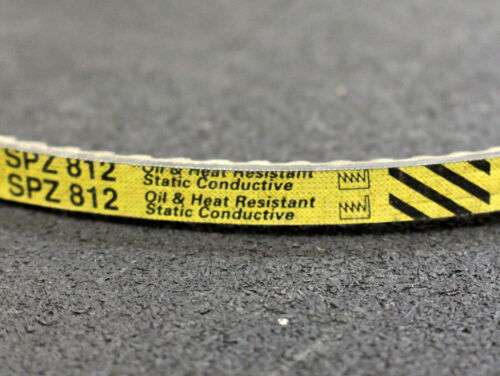 SPZ 812 Oil & Heat Resistant
Static Conductive
SPZ 812 Oil & Heat Resistant
Static Conductive